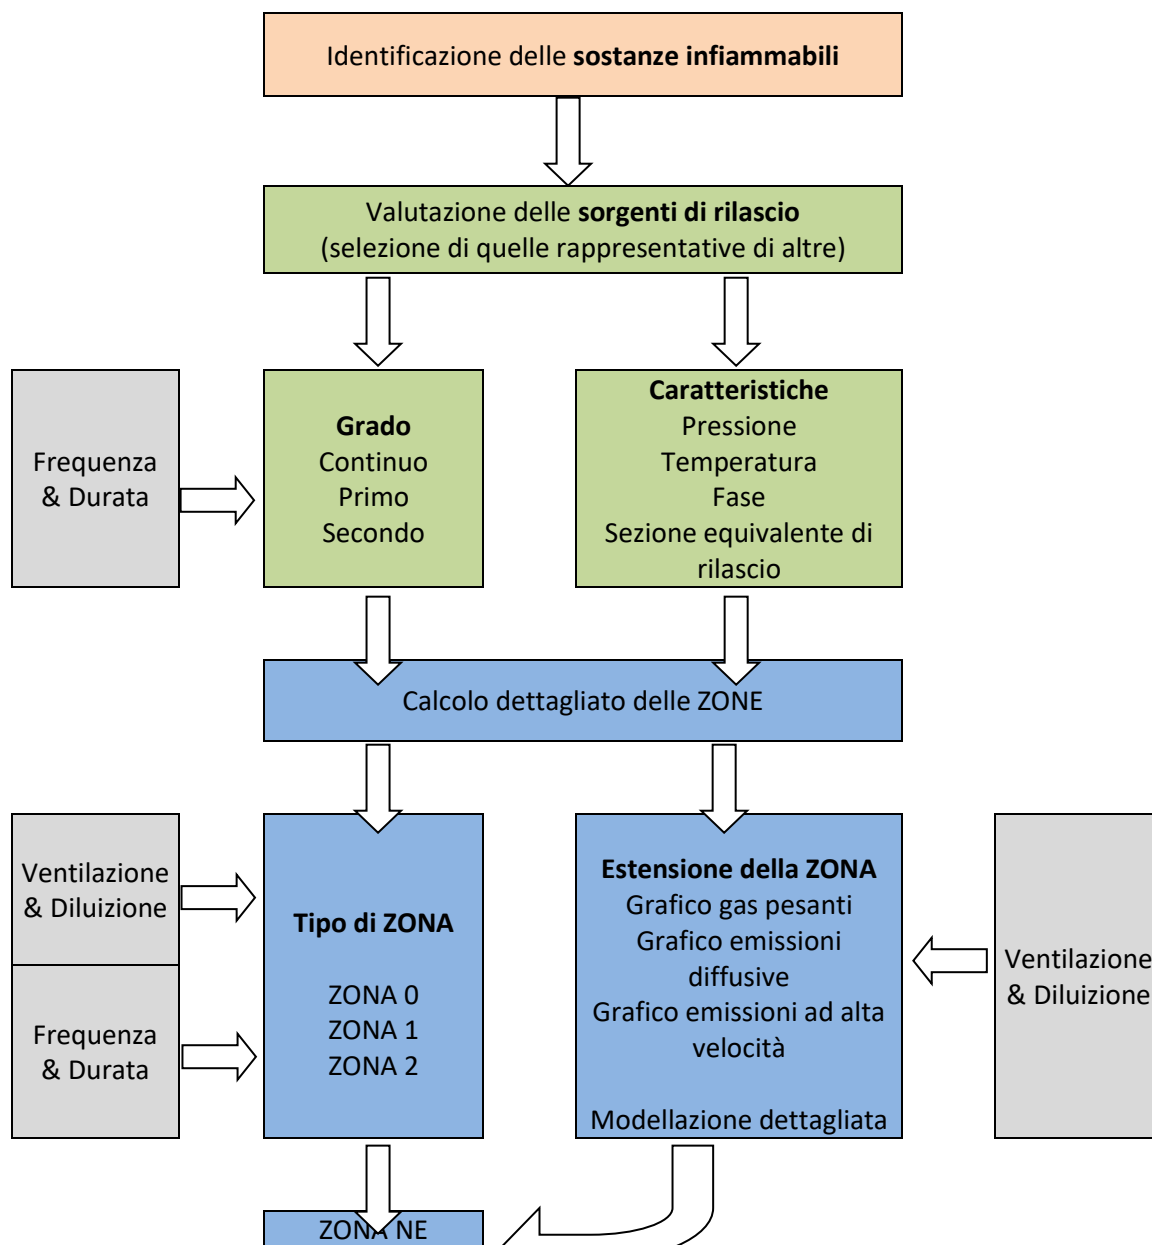 Identificazione delle sostanze infiammabili
Valutazione delle sorgenti di rilascio
(selezione di quelle rappresentative di altre)
Frequenza
& Durata
Grado
Continuo
Primo
Secondo
Caratteristiche
Pressione
Temperatura
Fase
Sezione equivalente di
rilascio
Calcolo dettagliato delle ZONE
Ventilazione
& Diluizione
Frequenza
& Durata
Tipo di ZONA
ZONA 0
ZONA 1
ZONA 2
Estensione della ZONA
Grafico gas pesanti
Grafico emissioni
diffusive
Grafico emissioni ad alta
velocità
Modellazione dettagliata
Ventilazione
& Diluizione
ZONA NE